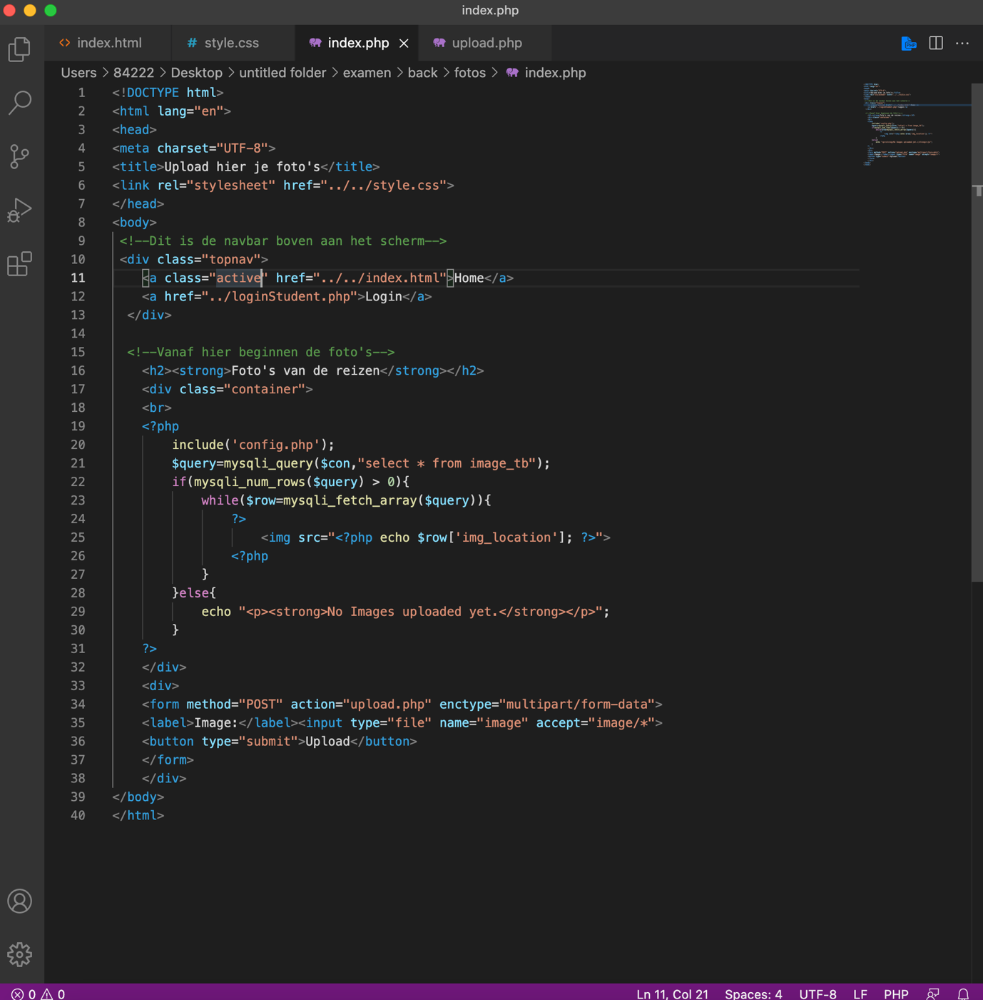 index.php
index.html style.css index.php upload.php
Users > 84222 > Desktop > untitled folder > examen > back > fotos > index.php
1 <!DOCTYPE html>
2 <html lang="en">
3 <head>
4 <meta charset="UTF-8">
5 <title>Upload hier je foto's</title>
6 <link rel="stylesheet" href="../../style.css">
7 </head>
8 <body>
9 <!--Dit is de navbar boven aan het scherm-->
10 <div class="topnav">
11 <a class="active" href="../../index.html">Home</a>
12 <a href="../loginStudent.php">Login</a>
13 </div>
14
15 <!--Vanaf hier beginnen de foto's-->
16 <h2><strong>Foto's van de reizen</strong></h2>
17 <div class="container">
18 <br>
19 <?php
20 include('config.php');
21 $query=mysqli_query($con,"select * from image_tb");
22 if(mysqli_num_rows($query) > 0){
23 while($row=mysqli_fetch_array($query)){
24 ?>
25 <img src="<?php echo $row['img_location']; ?>">
26 <?php
27 }
28 }else{
29 echo "<p><strong>No Images uploaded yet.</strong></p>";
30 }
31 ?>
32 </div>
33 <div>
34 <form method="POST" action="upload.php" enctype="multipart/form-data">
35 <label>Image:</label><input type="file" name="image" accept="image/*">
36 <button type="submit">Upload</button>
37 </form>
38 </div>
39 </body>
40 </html>
0 0 Ln 11, Col 21 Spaces: 4 UTF-8 LF PHP